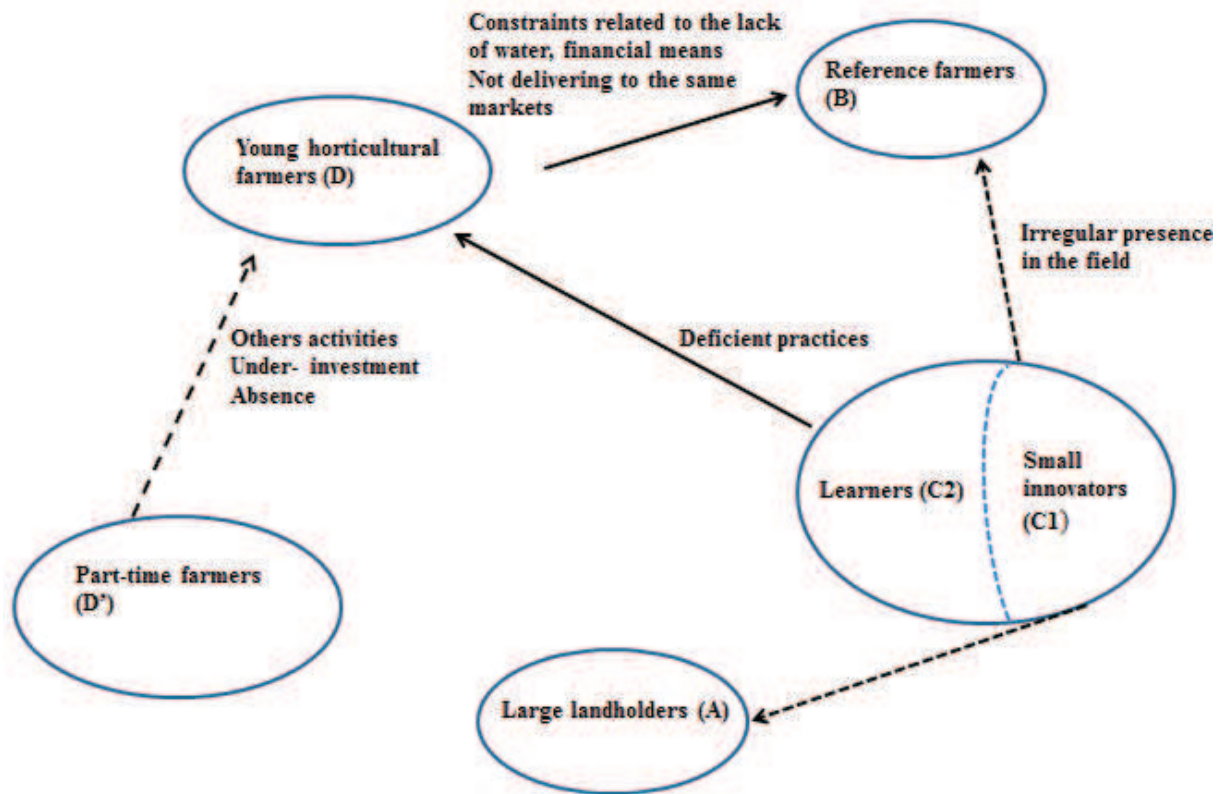 Constraints related to the lack
of water, financial means
Not delivering to the same
markets
Reference farmers
(B)
Young horticultural
farmers (D)
Irregular presence
in the field
Others activities
Under- investment
Absence
Deficient practices
Learners (C2)
Small
innovators
(C1)
Part-time farmers
(D’)
Large landholders (A)